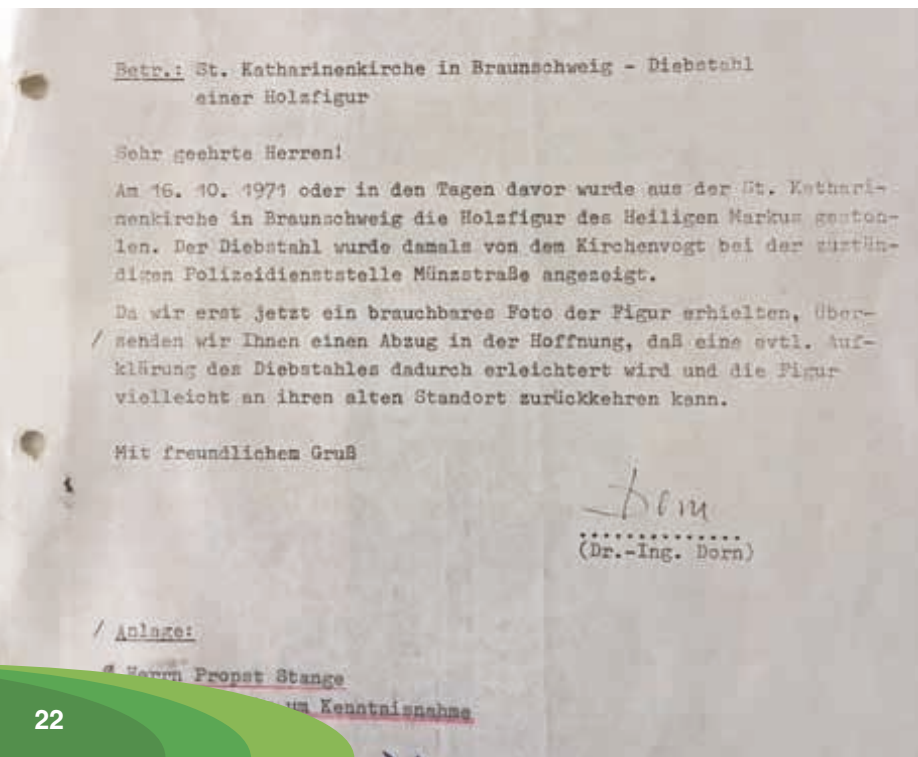 Betr.: St. Katharinenkirche in Braunschweig - Diebstahl
einer Holzfigur
Sehr geehrte Herren!
Am 16. 10. 1971 oder in den Tagen davor wurde aus der St. Kathari-
nenkirche in Braunschweig die Holzfigur des Heiligen Markus gestoh-
len. Der Diebstahl wurde damals von dem Kirchenvogt bei der zustän-
digen Polizeidienststelle Münzstraße angezeigt.
Da wir erst jetzt ein brauchbares Foto der Figur erhielten, über-
/ senden wir Ihnen einen Abzug in der Hoffnung, daß eine evtl. Auf-
klärung des Diebstahles dadurch erleichtert wird und die Figur
vielleicht an ihren alten Standort zurückkehren kann.
Mit freundlichem Gruß
Dorn
(Dr.-Ing. Dorn)
/ Anlage:
Herrn Propst Stange
um Kenntnisnahme
22